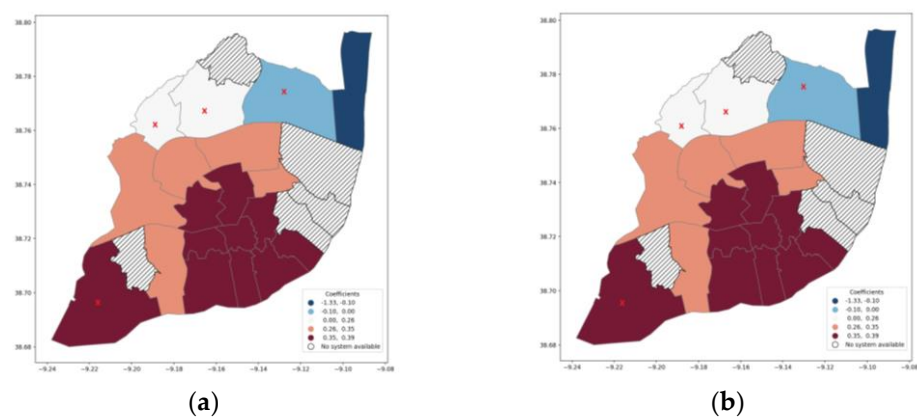 38.80
38.78
38.76
38.74
38.72
38.70
38.68
−9.24 −9.22 −9.20 −9.18 −9.16 −9.14 −9.12 −9.10 −9.08
x
x
x
x
Coefficients
-1.33, -0.10
-0.10, 0.00
0.00, 0.26
0.26, 0.35
0.35, 0.39
No system available
(a)
38.80
38.78
38.76
38.74
38.72
38.70
38.68
−9.24 −9.22 −9.20 −9.18 −9.16 −9.14 −9.12 −9.10 −9.08
x
x
x
x
Coefficients
-1.33, -0.10
-0.10, 0.00
0.00, 0.26
0.26, 0.35
0.35, 0.39
No system available
(b)